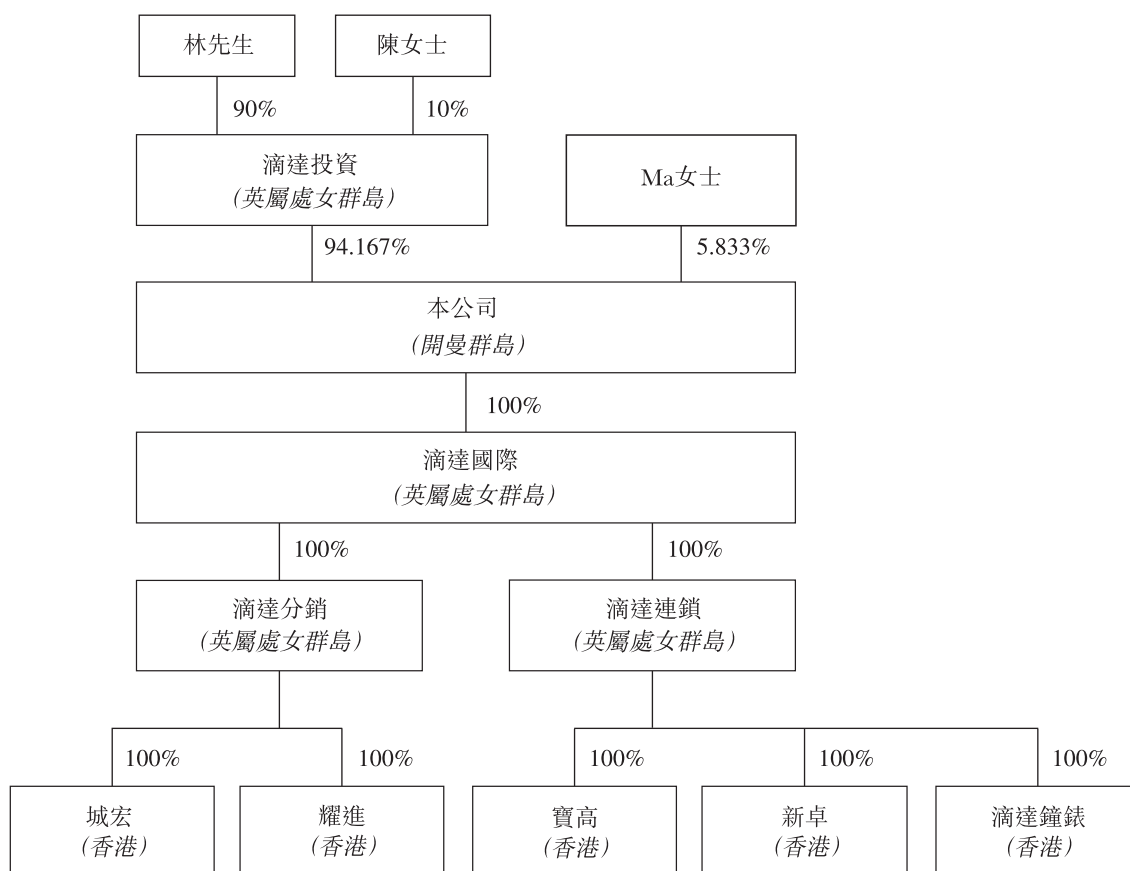 林先生
陳女士
90%
10%
滴達投資
(英屬處女群島)
Ma女士
94.167%
5.833%
本公司
(開曼群島)
100%
滴達國際
(英屬處女群島)
100%
100%
滴達分銷
(英屬處女群島)
滴達連鎖
(英屬處女群島)
100%
100%
100%
100%
100%
城宏
(香港)
耀進
(香港)
寶高
(香港)
新卓
(香港)
滴達鐘錶
(香港)